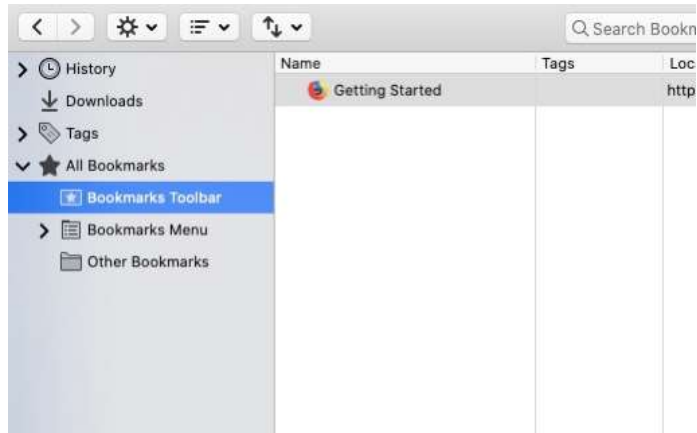 Search Bookm
History
Name Tags Loc
Getting Started http
Downloads
Tags
All Bookmarks
Bookmarks Toolbar
Bookmarks Menu
Other Bookmarks